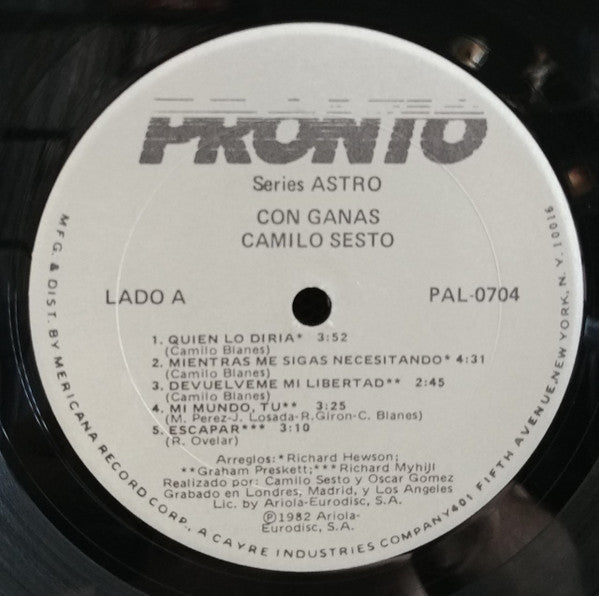 PRONTO
Series ASTRO
CON GANAS
CAMILO SESTO
LADO A
PAL-0704
1. QUIEN LO DIRIA* 3:52
(Camilo Blanes)
2. MIENTRAS ME SIGAS NECESITANDO* 4:31
(Camilo Blanes)
3. DEVUELVEME MI LIBERTAD** 2:45
(Camilo Blanes)
4. MI MUNDO, TU** 3:25
(M. Perez-J. Losada-R.Giron-C. Blanes)
5. ESCAPAR*** 3:10
(R. Ovelar)
Arreglos:*Richard Hewson;
**Graham Preskett;***Richard Myhill
Realizado por: Camilo Sesto y Oscar Gomez
Grabado en Londres, Madrid, y Los Angeles
Lic. by Ariola-Eurodisc, S.A.
Ⓟ1982 Ariola-
Eurodisc, S.A.
MFG. & DIST. BY MERICANA RECORD CORP., A CAYRE INDUSTRIES COMPANY401 FIFTH AVENUE,NEW YORK, N.Y. 10016